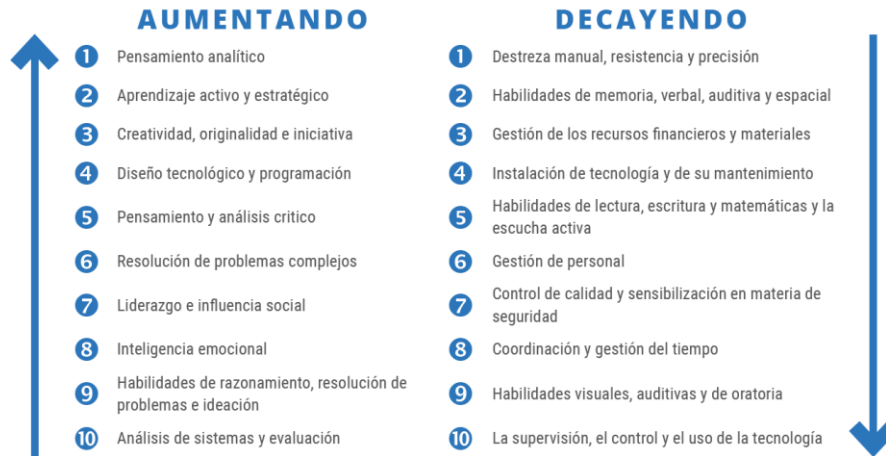 AUMENTANDO
1 Pensamiento analítico
2 Aprendizaje activo y estratégico
3 Creatividad, originalidad e iniciativa
4 Diseño tecnológico y programación
5 Pensamiento y análisis critico
6 Resolución de problemas complejos
7 Liderazgo e influencia social
8 Inteligencia emocional
9 Habilidades de razonamiento, resolución de
problemas e ideación
10 Análisis de sistemas y evaluación
DECAYENDO
1 Destreza manual, resistencia y precisión
2 Habilidades de memoria, verbal, auditiva y espacial
3 Gestión de los recursos financieros y materiales
4 Instalación de tecnología y de su mantenimiento
5 Habilidades de lectura, escritura y matemáticas y la
escucha activa
6 Gestión de personal
7 Control de calidad y sensibilización en materia de
seguridad
8 Coordinación y gestión del tiempo
9 Habilidades visuales, auditivas y de oratoria
10 La supervisión, el control y el uso de la tecnología